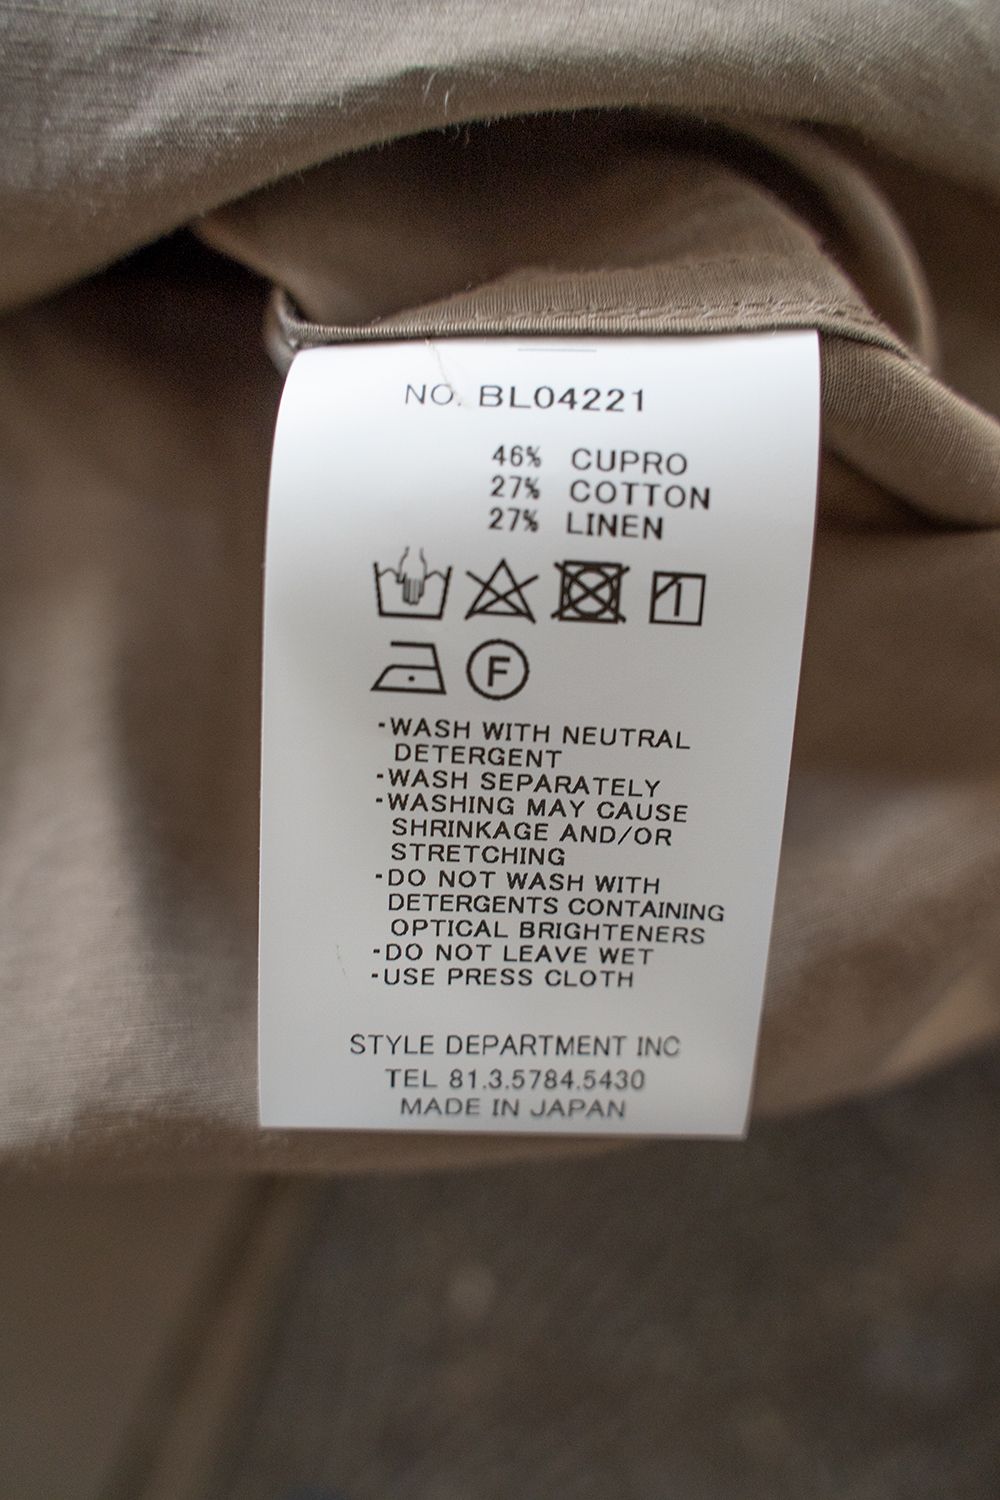 NO. BL04221
46% CUPRO
27% COTTON
27% LINEN
F
-WASH WITH NEUTRAL
DETERGENT
-WASH SEPARATELY
-WASHING MAY CAUSE
SHRINKAGE AND/OR
STRETCHING
-DO NOT WASH WITH
DETERGENTS CONTAINING
OPTICAL BRIGHTENERS
-DO NOT LEAVE WET
-USE PRESS CLOTH
STYLE DEPARTMENT INC
TEL 81.3.5784.5430
MADE IN JAPAN